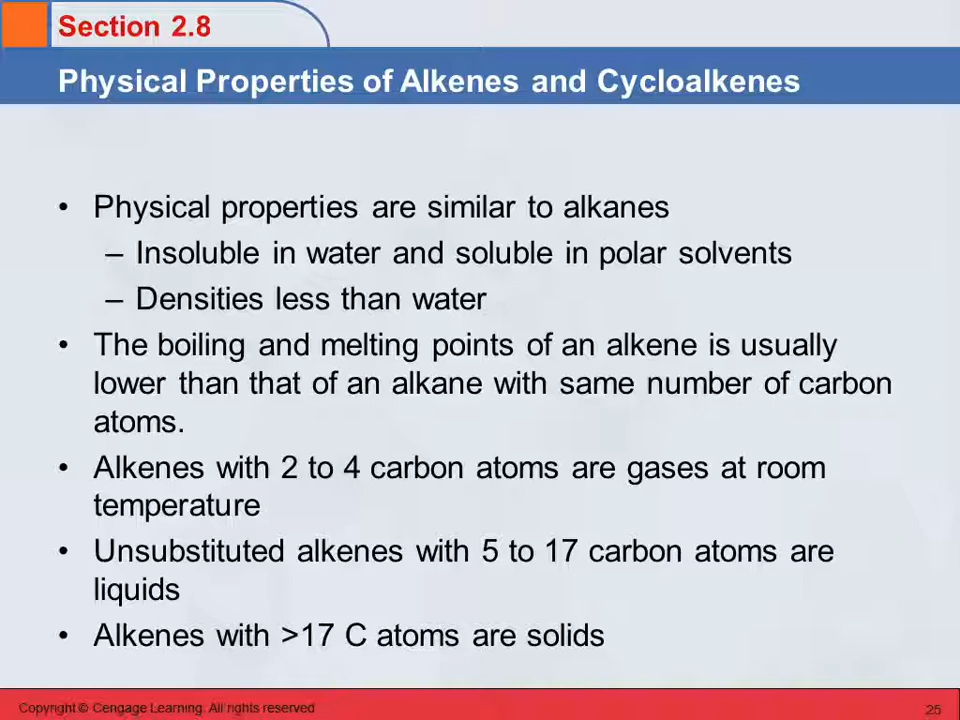 Section 2.8
Physical Properties of Alkenes and Cycloalkenes
• Physical properties are similar to alkanes
– Insoluble in water and soluble in polar solvents
– Densities less than water
• The boiling and melting points of an alkene is usually
lower than that of an alkane with same number of carbon
atoms.
• Alkenes with 2 to 4 carbon atoms are gases at room
temperature
• Unsubstituted alkenes with 5 to 17 carbon atoms are
liquids
• Alkenes with >17 C atoms are solids
Copyright © Cengage Learning. All rights reserved
25